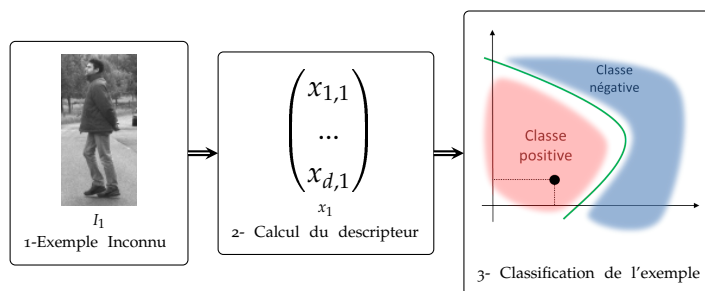 I1
1-Exemple Inconnu
x1,1
...
xd,1
x1
2- Calcul du descripteur
Classe
négative
Classe
positive
3- Classification de l'exemple